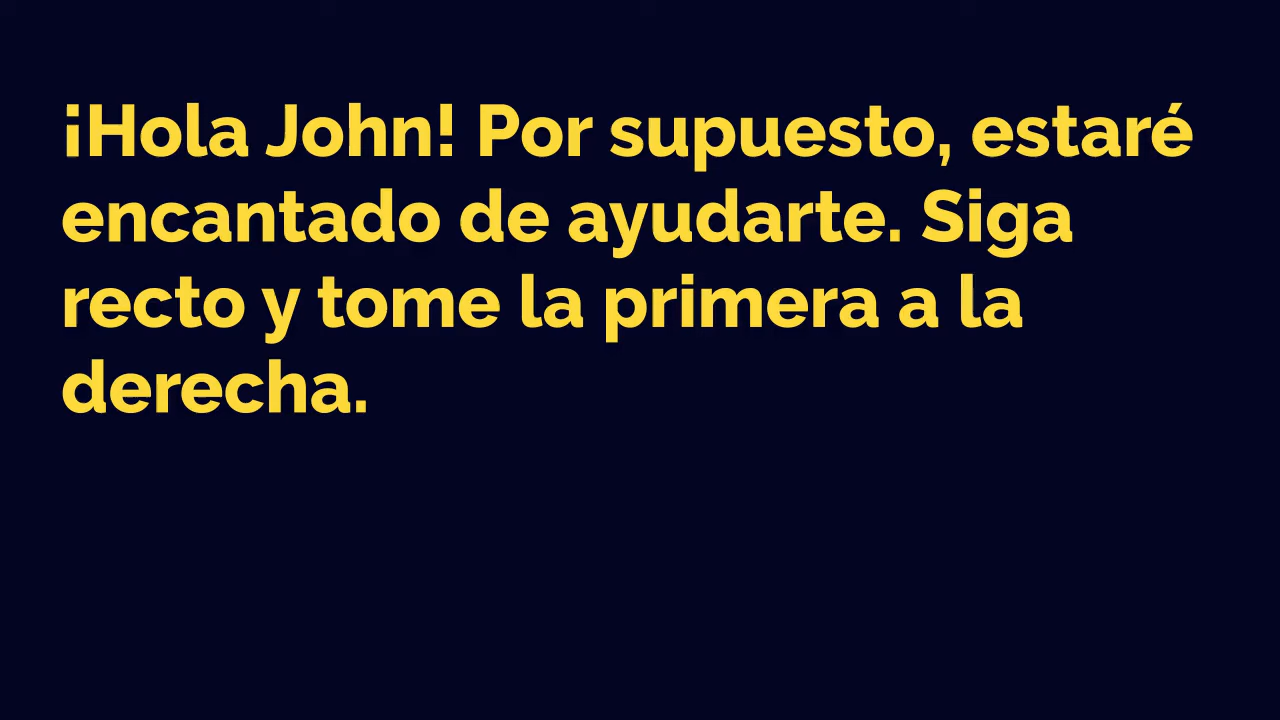 ¡Hola John! Por supuesto, estaré
encantado de ayudarte. Siga
recto y tome la primera a la
derecha.